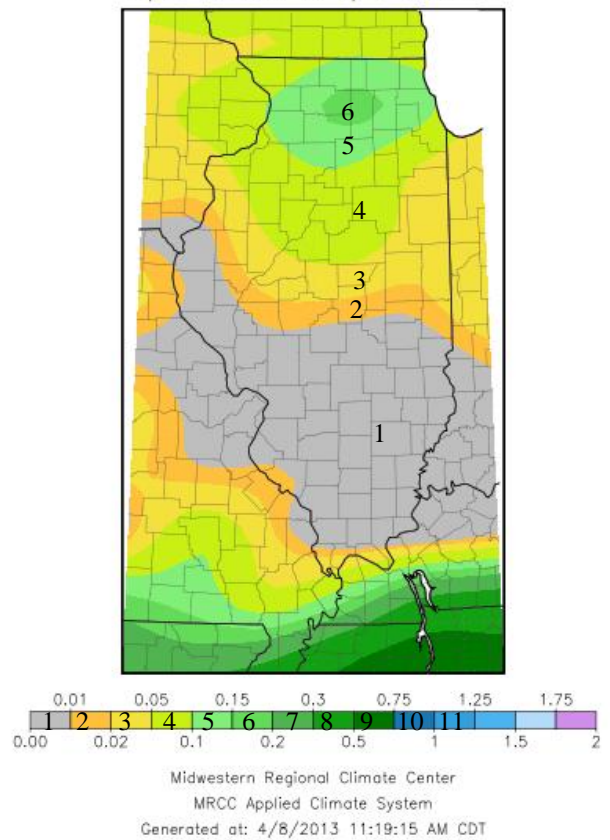 6
5
4
3
2
1
0.01 0.05 0.15 0.3 0.75 1.25 1.75
1 2 3 4 5 6 7 8 9 10 11
0.00 0.02 0.1 0.2 0.5 1 1.5 2
Midwestern Regional Climate Center
MRCC Applied Climate System
Generated at: 4/8/2013 11:19:15 AM CDT